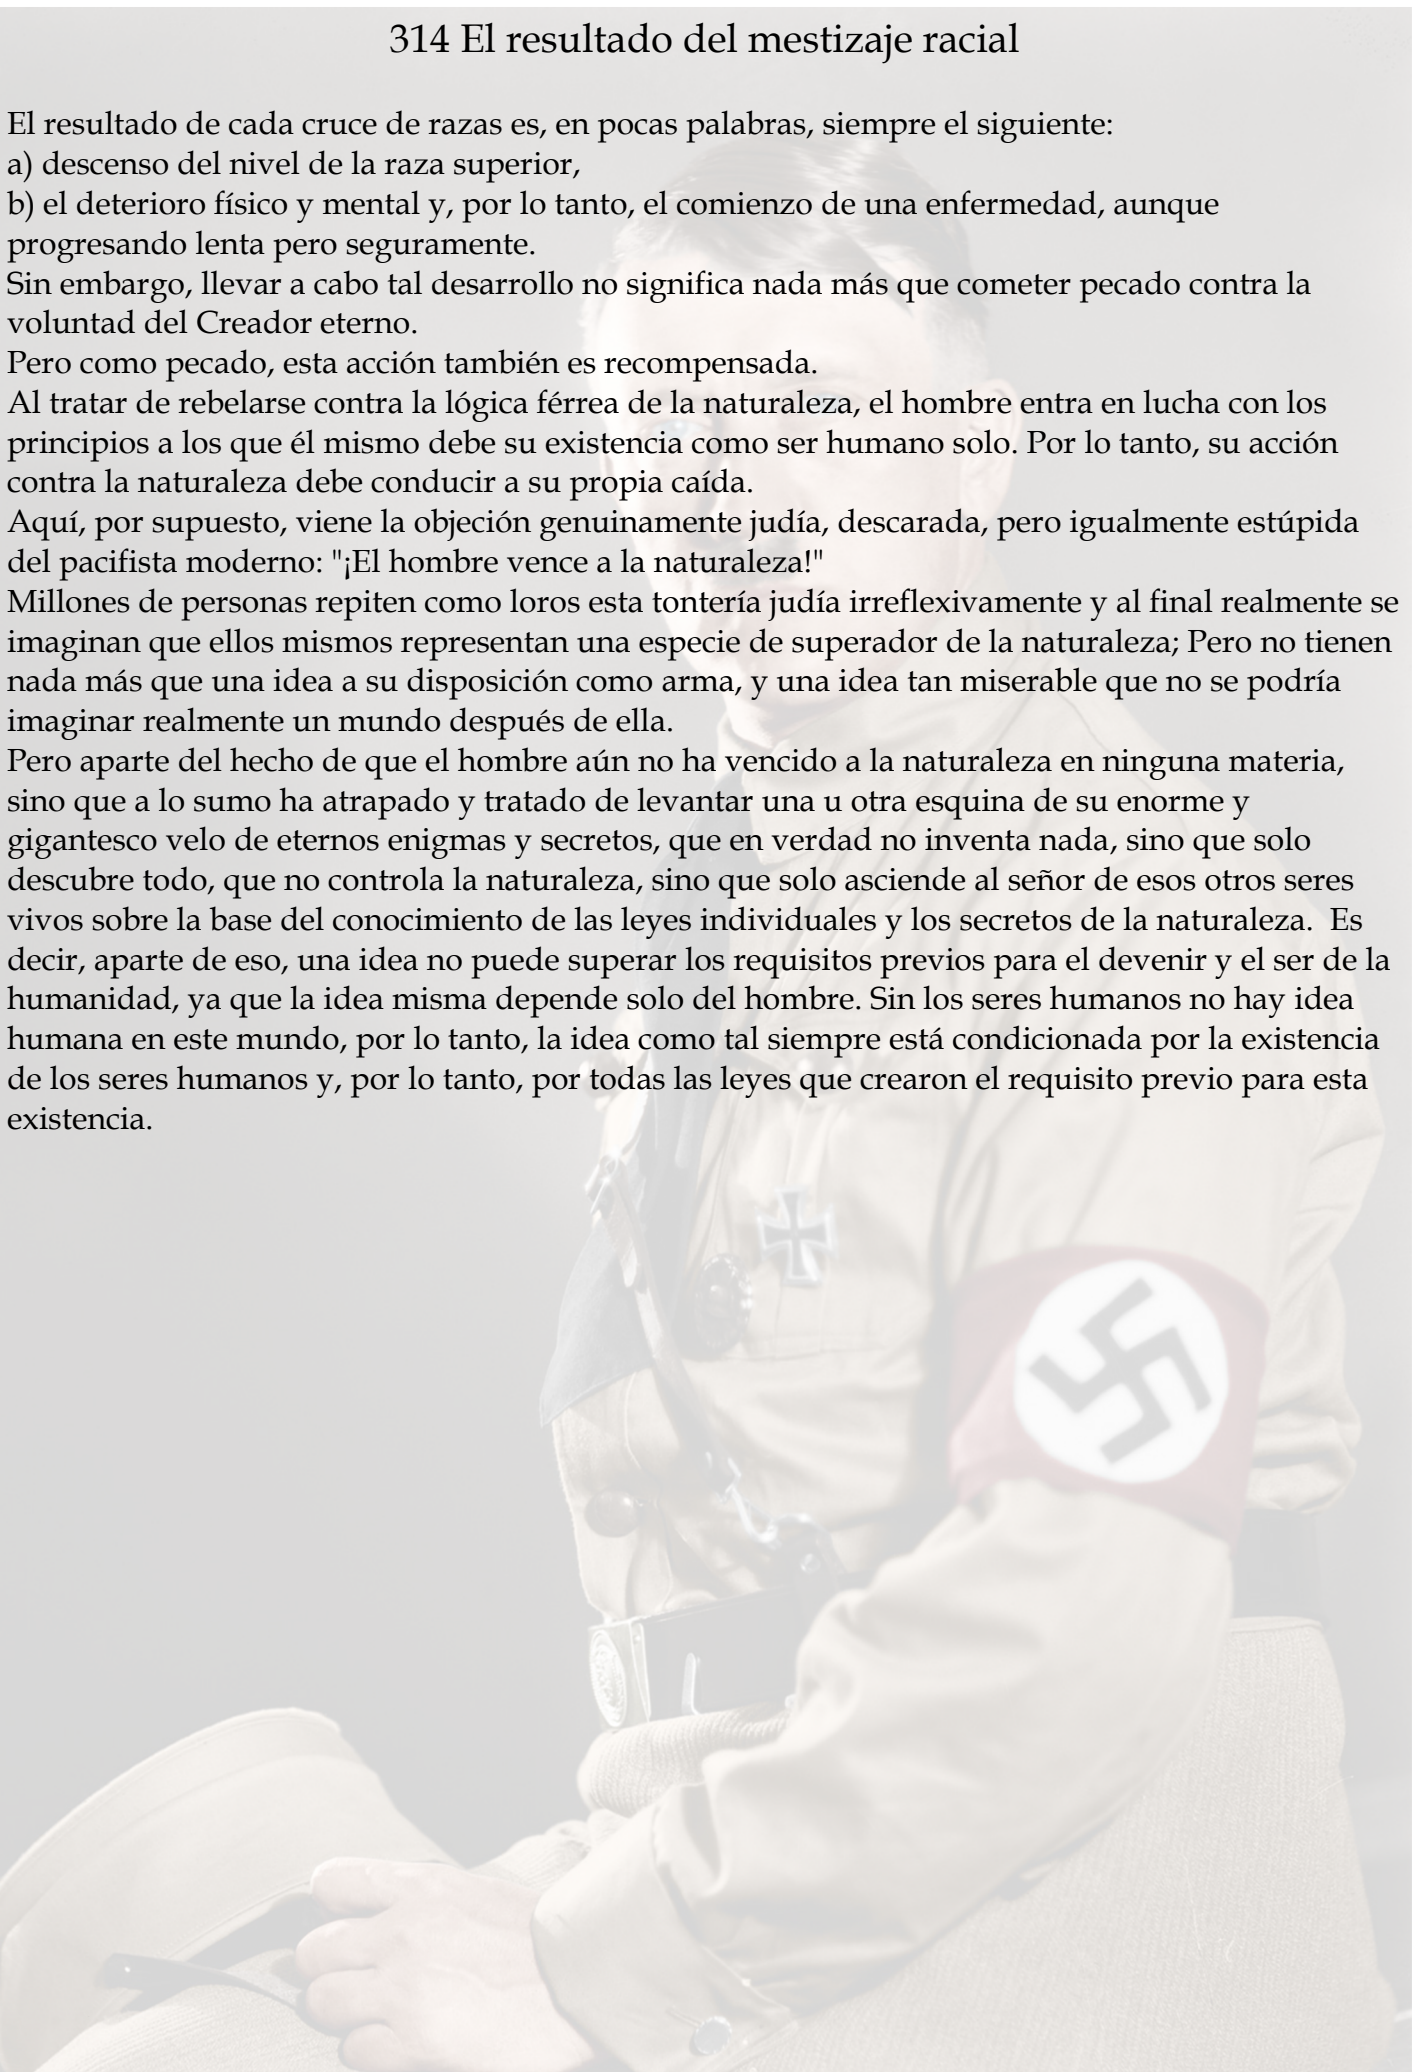 314 El resultado del mestizaje racial
El resultado de cada cruce de razas es, en pocas palabras, siempre el siguiente:
a) descenso del nivel de la raza superior,
b) el deterioro físico y mental y, por lo tanto, el comienzo de una enfermedad, aunque
progresando lenta pero seguramente.
Sin embargo, llevar a cabo tal desarrollo no significa nada más que cometer pecado contra la
voluntad del Creador eterno.
Pero como pecado, esta acción también es recompensada.
Al tratar de rebelarse contra la lógica férrea de la naturaleza, el hombre entra en lucha con los
principios a los que él mismo debe su existencia como ser humano solo. Por lo tanto, su acción
contra la naturaleza debe conducir a su propia caída.
Aquí, por supuesto, viene la objeción genuinamente judía, descarada, pero igualmente estúpida
del pacifista moderno: "¡El hombre vence a la naturaleza!"
Millones de personas repiten como loros esta tontería judía irreflexivamente y al final realmente se
imaginan que ellos mismos representan una especie de superador de la naturaleza; Pero no tienen
nada más que una idea a su disposición como arma, y una idea tan miserable que no se podría
imaginar realmente un mundo después de ella.
Pero aparte del hecho de que el hombre aún no ha vencido a la naturaleza en ninguna materia,
sino que a lo sumo ha atrapado y tratado de levantar una u otra esquina de su enorme y
gigantesco velo de eternos enigmas y secretos, que en verdad no inventa nada, sino que solo
descubre todo, que no controla la naturaleza, sino que solo asciende al señor de esos otros seres
vivos sobre la base del conocimiento de las leyes individuales y los secretos de la naturaleza.  Es
decir, aparte de eso, una idea no puede superar los requisitos previos para el devenir y el ser de la
humanidad, ya que la idea misma depende solo del hombre. Sin los seres humanos no hay idea
humana en este mundo, por lo tanto, la idea como tal siempre está condicionada por la existencia
de los seres humanos y, por lo tanto, por todas las leyes que crearon el requisito previo para esta
existencia.